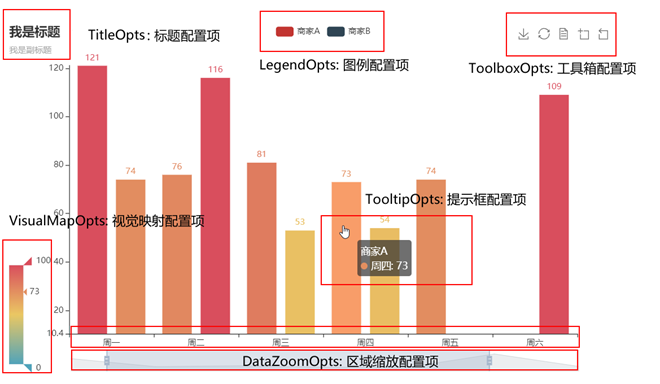 我是标题
我是副标题
TitleOpts: 标题配置项
商家A 商家B
LegendOpts: 图例配置项
ToolboxOpts: 工具箱配置项
121
120
116
109
100
81
80
74
76
73
74
TooltipOpts: 提示框配置项
60
53
54
VisualMapOpts: 视觉映射配置项
商家A
周四: 73
100
73
0
40
20
10.4
周一 周二 周三 周四 周五 周六
DataZoomOpts: 区域缩放配置项